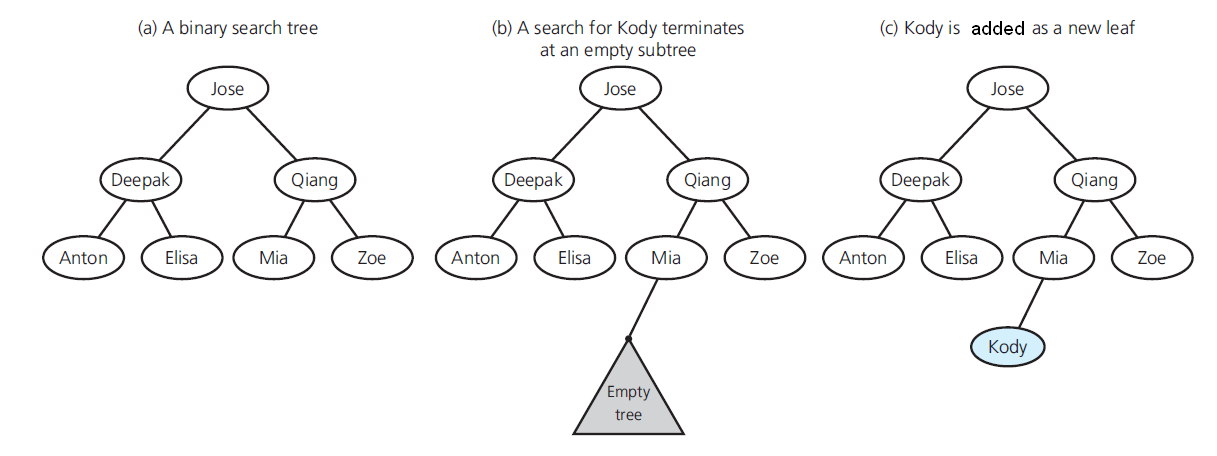 (a) A binary search tree
Jose
Deepak
Qiang
Anton
Elisa
Mia
Zoe
(b) A search for Kody terminates
at an empty subtree
Jose
Deepak
Qiang
Anton
Elisa
Mia
Zoe
Empty
tree
(c) Kody is added as a new leaf
Jose
Deepak
Qiang
Anton
Elisa
Mia
Zoe
Kody